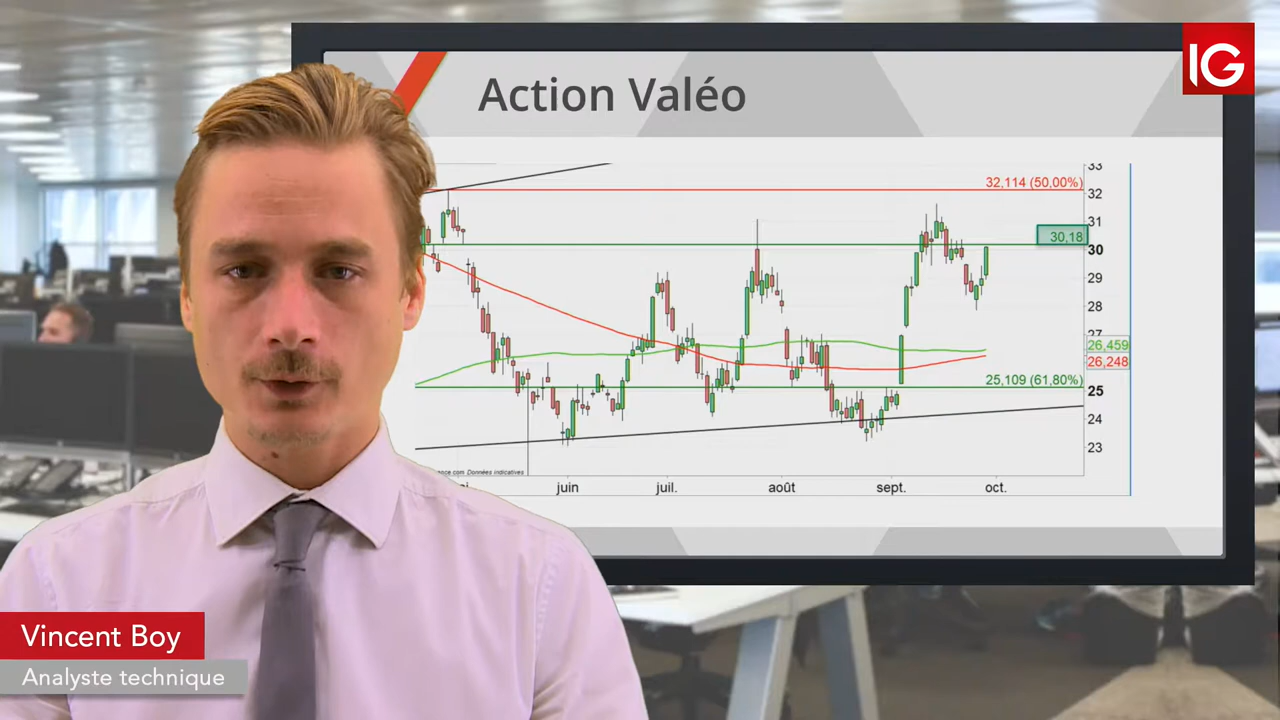 IG
Action Valéo
33
32,114 (50,00%)
32
31
30,18
30
29
28
27
26,459
26,248
25,109 (61,80%)
25
24
23
Données indicatives
juin
juil.
août
sept.
oct.
Vincent Boy
Analyste technique